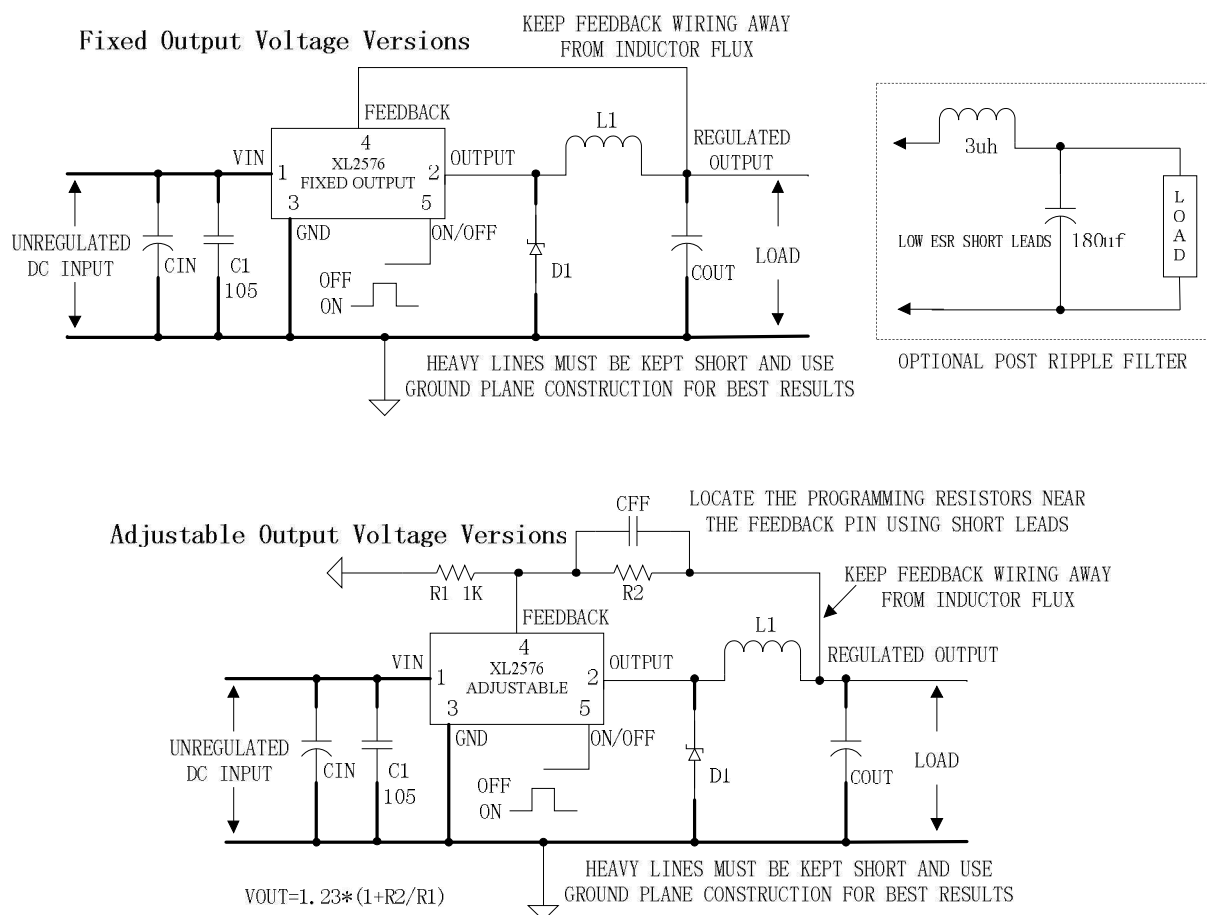 Fixed Output Voltage Versions
KEEP FEEDBACK WIRING AWAY
FROM INDUCTOR FLUX
FEEDBACK
4
XL2576
FIXED OUTPUT
VIN
1
2
OUTPUT
3
5
GND
ON/OFF
L1
REGULATED
OUTPUT
UNREGULATED
DC INPUT
CIN
C1
105
OFF
ON
D1
COUT
LOAD
HEAVY LINES MUST BE KEPT SHORT AND USE
GROUND PLANE CONSTRUCTION FOR BEST RESULTS
3uh
LOW ESR SHORT LEADS
180uf
LOAD
OPTIONAL POST RIPPLE FILTER
Adjustable Output Voltage Versions
CFF
LOCATE THE PROGRAMMING RESISTORS NEAR
THE FEEDBACK PIN USING SHORT LEADS
R1 1K
R2
KEEP FEEDBACK WIRING AWAY
FROM INDUCTOR FLUX
FEEDBACK
4
XL2576
ADJUSTABLE
VIN
1
2
OUTPUT
3
5
GND
ON/OFF
L1
REGULATED OUTPUT
UNREGULATED
DC INPUT
CIN
C1
105
OFF
ON
D1
COUT
LOAD
HEAVY LINES MUST BE KEPT SHORT AND USE
GROUND PLANE CONSTRUCTION FOR BEST RESULTS
VOUT=1.23*(1+R2/R1)